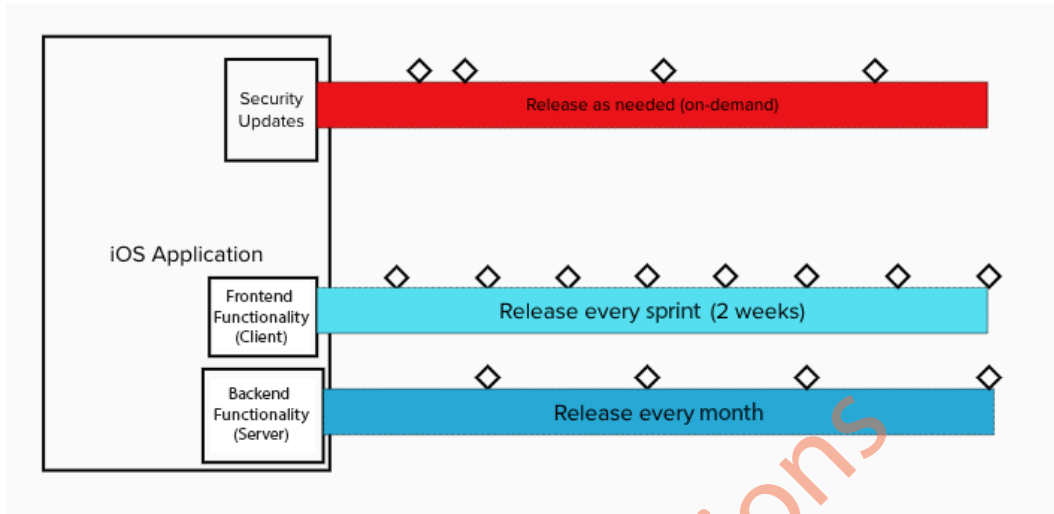 Security
Updates
Release as needed (on-demand)
iOS Application
Frontend
Functionality
(Client)
Release every sprint (2 weeks)
Backend
Functionality
(Server)
Release every month
ons